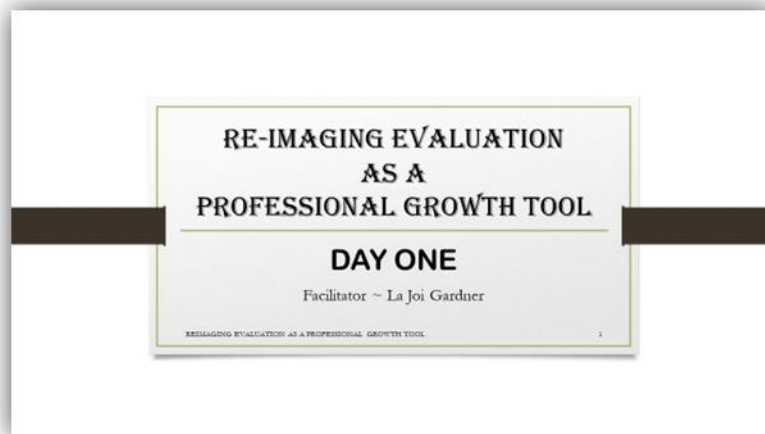 RE-IMAGING EVALUATION
AS A
PROFESSIONAL GROWTH TOOL
DAY ONE
Facilitator ~ La Joi Gardner
REIMAGING EVALUATION AS A PROFESSIONAL GROWTH TOOL 1